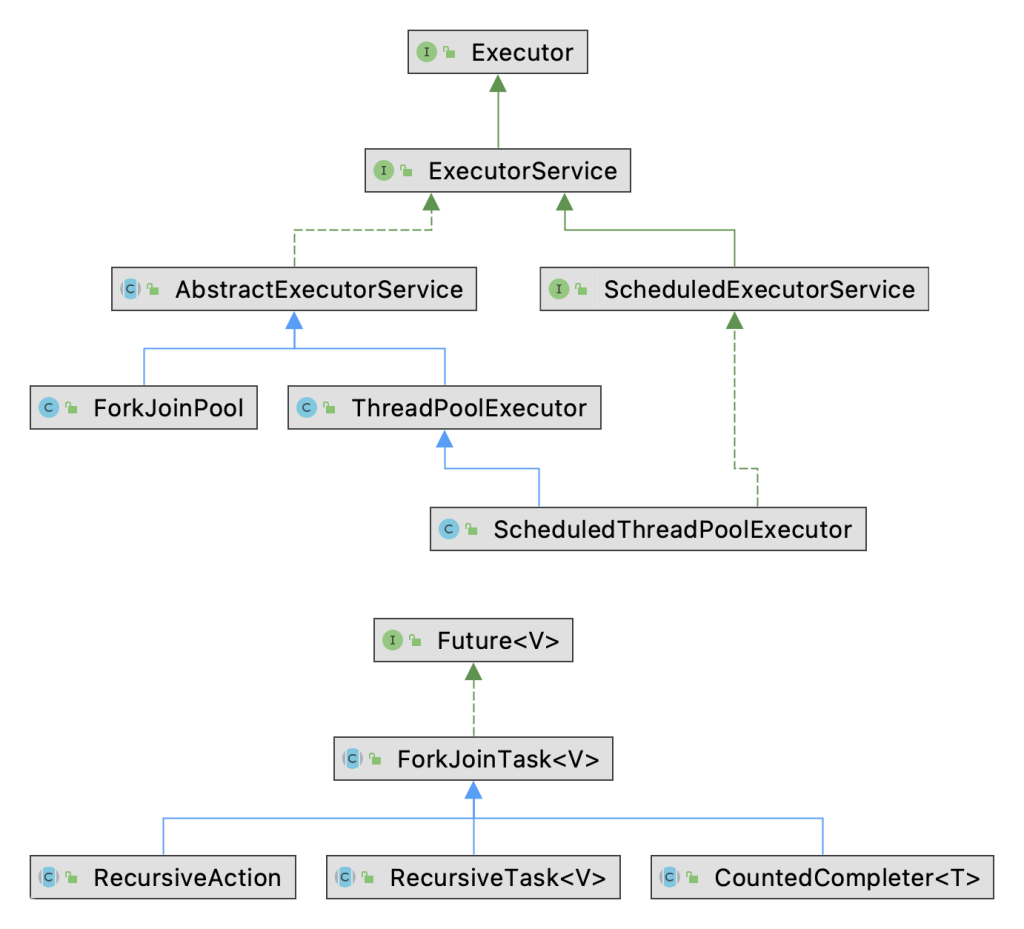 I Executor
I ExecutorService
C AbstractExecutorService
I ScheduledExecutorService
C ForkJoinPool
C ThreadPoolExecutor
C ScheduledThreadPoolExecutor
I Future<V>
C ForkJoinTask<V>
C RecursiveAction
C RecursiveTask<V>
C CountedCompleter<T>